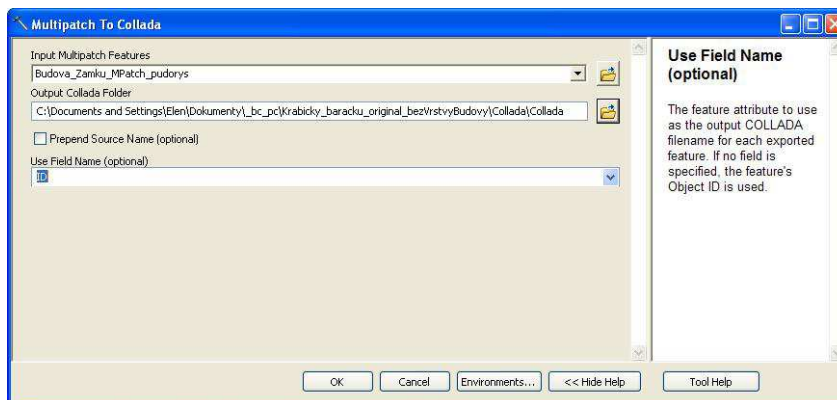 Multipatch To Collada
Input Multipatch Features
Budova_Zamku_MPatch_pudorys
Output Collada Folder
C:\Documents and Settings\Elen\Dokumenty\_bc_pc\Krabicky_baracku_original_bezVrstvyBudovy\Collada\Collada
Prepend Source Name (optional)
Use Field Name (optional)
ID
OK
Cancel
Environments...
<< Hide Help
Use Field Name
(optional)
The feature attribute to use
as the output COLLADA
filename for each exported
feature. If no field is
specified, the feature's
Object ID is used.
Tool Help